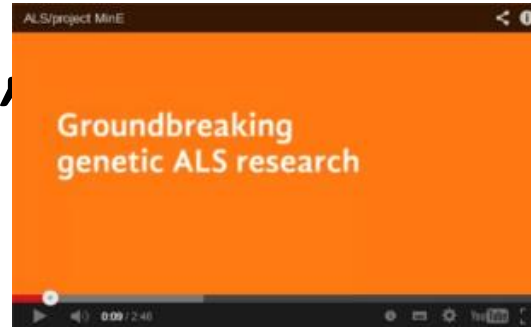 ALS/project MinE
Groundbreaking
genetic ALS research
0:09 / 2:46
YouTube